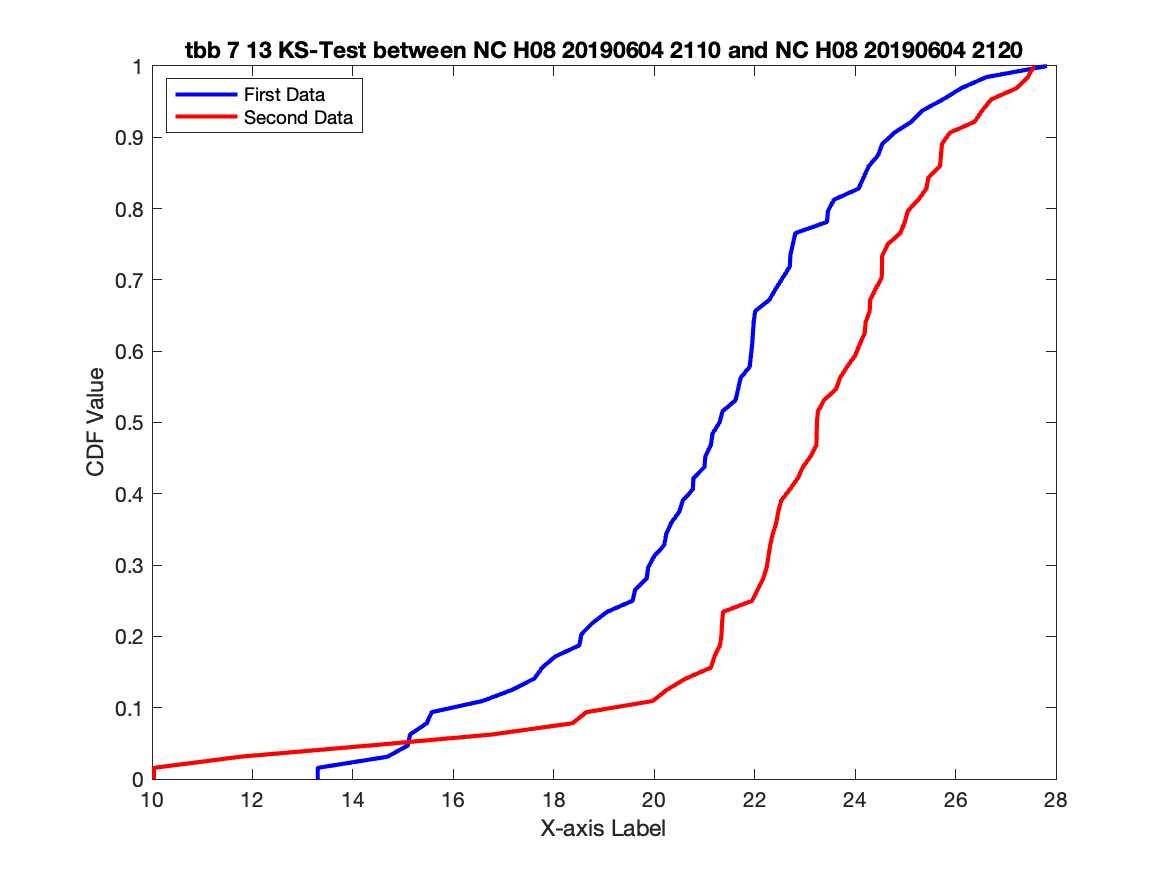 tbb 7 13 KS-Test between NC H08 20190604 2110 and NC H08 20190604 2120
First Data
Second Data
CDF Value
1
0.9
0.8
0.7
0.6
0.5
0.4
0.3
0.2
0.1
0
10 12 14 16 18 20 22 24 26 28
X-axis Label